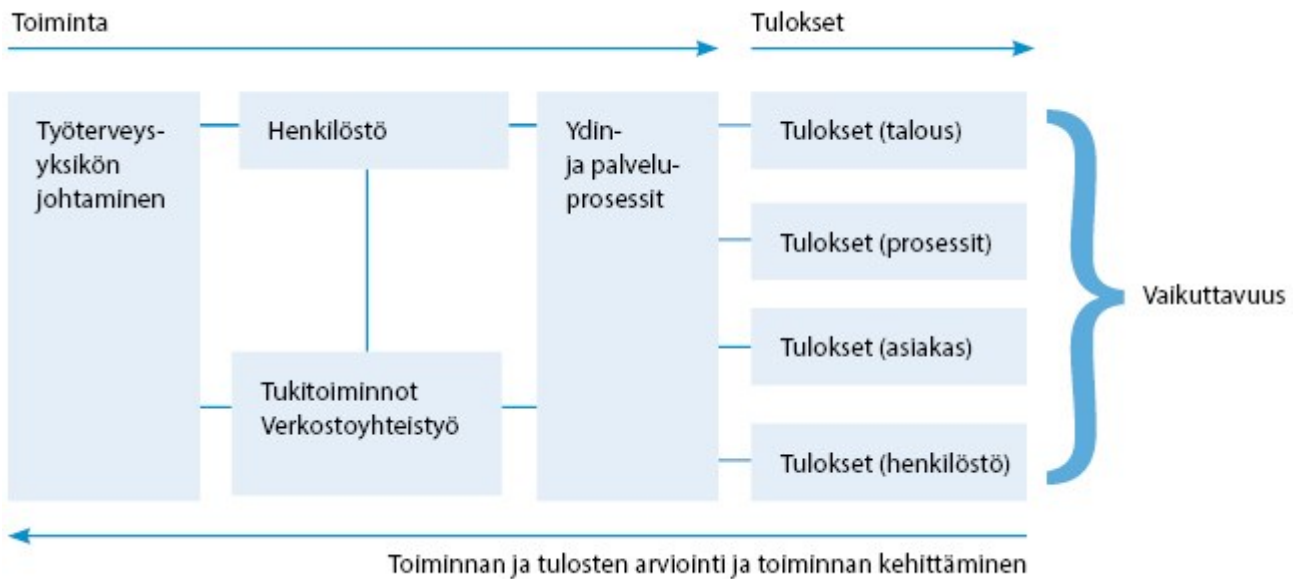 Toiminta
Tulokset
Työterveys-
yksikön
johtaminen
Henkilöstö
Tukitoiminnot
Verkostoyhteistyö
Ydin-
ja palvelu-
prosessit
Tulokset (talous)
Tulokset (prosessit)
Tulokset (asiakas)
Tulokset (henkilöstö)
Vaikuttavuus
Toiminnan ja tulosten arviointi ja toiminnan kehittäminen